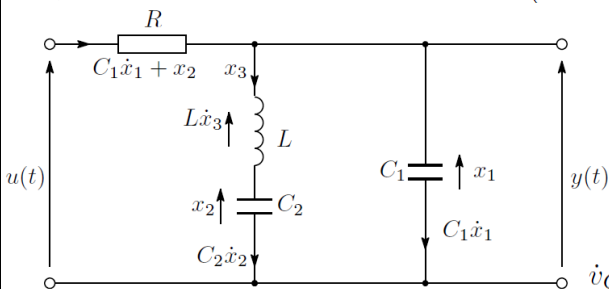 (
R
C₁ẋ₁ + x₂
x₃
Lẋ₃
L
u(t)
C₁
x₁
y(t)
x₂
C₂
C₁ẋ₁
C₂ẋ₂
v̇